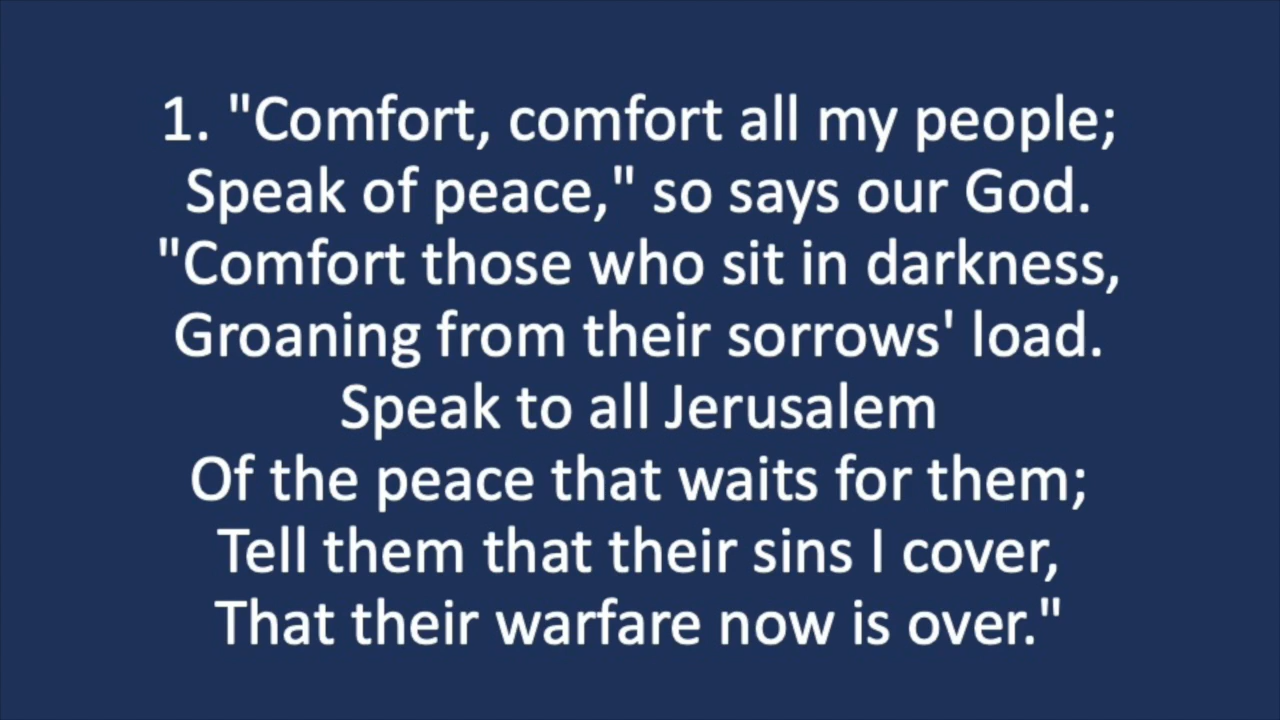 1. "Comfort, comfort all my people;
Speak of peace," so says our God.
"Comfort those who sit in darkness,
Groaning from their sorrows' load.
Speak to all Jerusalem
Of the peace that waits for them;
Tell them that their sins I cover,
That their warfare now is over."